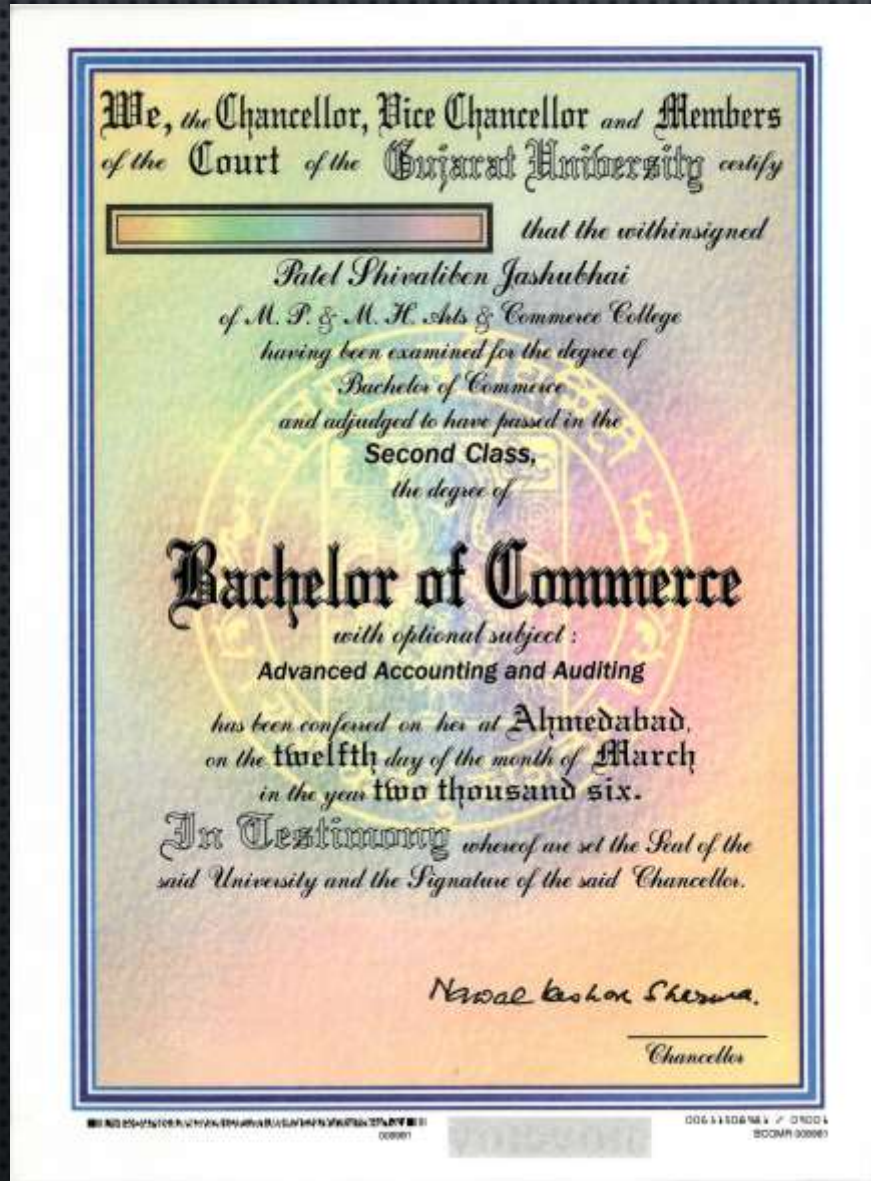 We, the Chancellor, Vice Chancellor and Members
of the Court of the Gujarat University certify
that the withinsigned
Patel Shivaliben Jashubhai
of M. P. & M. H. Arts & Commerce College
having been examined for the degree of
Bachelor of Commerce
and adjudged to have passed in the
Second Class,
the degree of
Bachelor of Commerce
with optional subject :
Advanced Accounting and Auditing
has been conferred on her at Ahmedabad,
on the twelfth day of the month of March
in the year two thousand six.
In Testimony whereof are set the Seal of the
said University and the Signature of the said Chancellor.
Nawal Kishore Sharma.
Chancellor